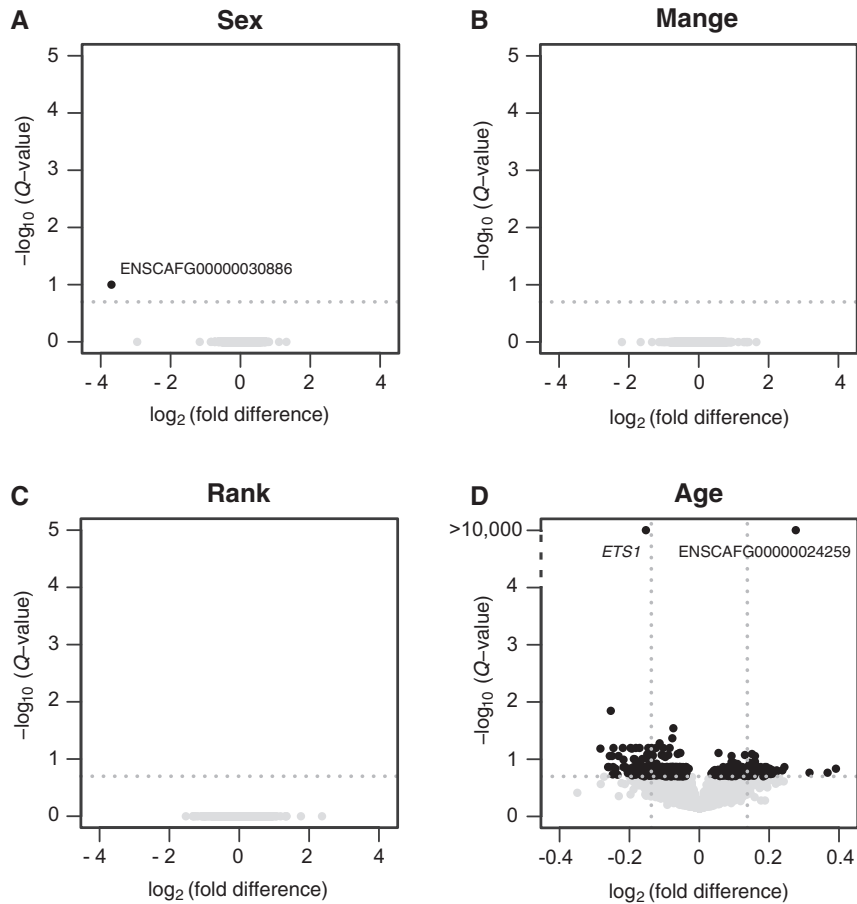 A
Sex
5
4
3
2
1
0
−log10 (Q−value)
ENSCAFG00000030886
- 4
- 2
0
2
4
log2 (fold difference)
B
Mange
5
4
3
2
1
0
−log10 (Q−value)
- 4
- 2
0
2
4
log2 (fold difference)
C
Rank
5
4
3
2
1
0
−log10 (Q−value)
- 4
- 2
0
2
4
log2 (fold difference)
D
Age
>10,000
4
3
2
1
0
−log10 (Q−value)
ETS1
ENSCAFG00000024259
-0.4
-0.2
0
0.2
0.4
log2 (fold difference)